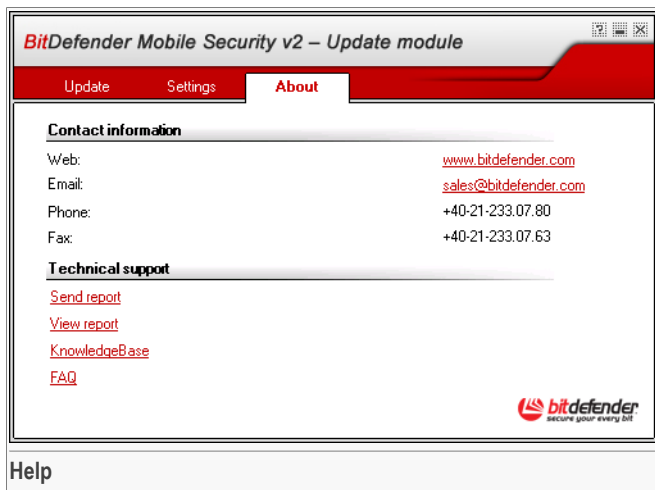 BitDefender Mobile Security v2 – Update module
?
Update Settings About
Contact information
Web: www.bitdefender.com
Email: sales@bitdefender.com
Phone: +40-21-233.07.80
Fax: +40-21-233.07.63
Technical support
Send report
View report
KnowledgeBase
FAQ
bitdefender
secure your every bit
Help